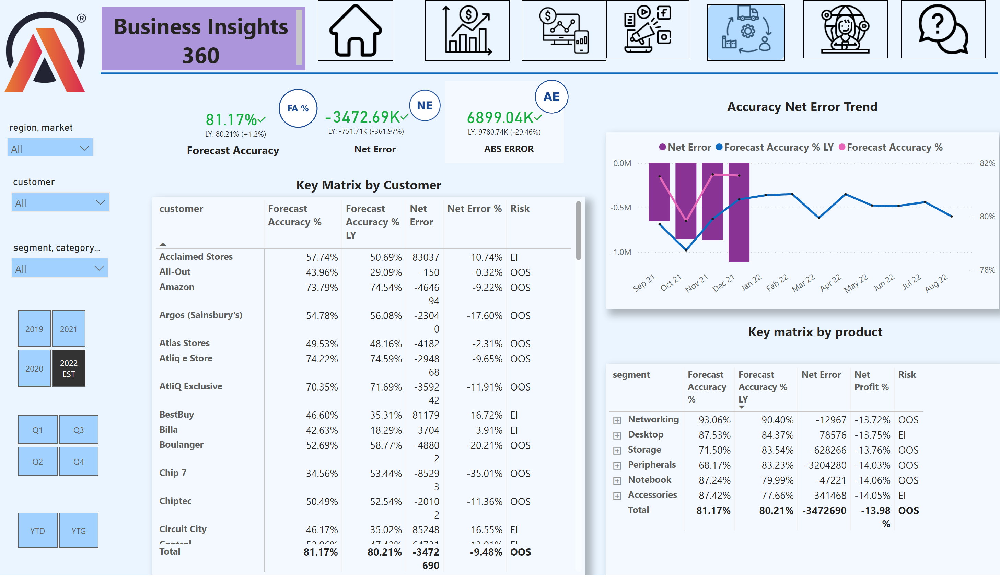 ®
Business Insights
360
region, market
All
customer
All
segment, category...
All
2019
2021
2020
2022
EST
Q1
Q3
Q2
Q4
YTD
YTG
FA %
81.17%
LY: 80.21% (+1.2%)
Forecast Accuracy
NE
-3472.69K
LY: -751.71K (-361.97%)
Net Error
AE
6899.04K
LY: 9780.74K (-29.46%)
ABS ERROR
Key Matrix by Customer
customer
Forecast
Accuracy %
Forecast
Accuracy %
LY
Net
Error
Net Error %
Risk
Acclaimed Stores 57.74% 50.69% 83037 10.74% EI
All-Out 43.96% 29.09% -150 -0.32% OOS
Amazon 73.79% 74.54% -4646 -9.22% OOS
94
Argos (Sainsbury's) 54.78% 56.08% -2304 -17.60% OOS
0
Atlas Stores 49.53% 48.16% -4182 -2.31% OOS
Atliq e Store 74.22% 74.59% -2948 -9.65% OOS
68
AtliQ Exclusive 70.35% 71.69% -3592 -11.91% OOS
42
BestBuy 46.60% 35.31% 81179 16.72% EI
Billa 42.63% 18.29% 3704 3.91% EI
Boulanger 52.69% 58.77% -4880 -20.21% OOS
2
Chip 7 34.56% 53.44% -8529 -35.01% OOS
3
Chiptec 50.49% 52.54% -2010 -11.36% OOS
2
Circuit City 46.17% 35.02% 85248 16.55% EI
Total 81.17% 80.21% -3472 -9.48% OOS
690
Accuracy Net Error Trend
Net Error Forecast Accuracy % LY Forecast Accuracy %
0.0M
-0.5M
-1.0M
82%
80%
78%
Sep 21
Oct 21
Nov 21
Dec 21
Jan 22
Feb 22
Mar 22
Apr 22
May 22
Jun 22
Jul 22
Aug 22
Key matrix by product
segment
Forecast
Accuracy
%
Forecast
Accuracy %
LY
Net Error
Net
Profit %
Risk
Networking 93.06% 90.40% -12967 -13.72% OOS
Desktop 87.53% 84.37% 78576 -13.75% EI
Storage 71.50% 83.54% -628266 -13.76% OOS
Peripherals 68.17% 83.23% -3204280 -14.03% OOS
Notebook 87.24% 79.99% -47221 -14.06% OOS
Accessories 87.42% 77.66% 341468 -14.05% EI
Total 81.17% 80.21% -3472690 -13.98 OOS
%